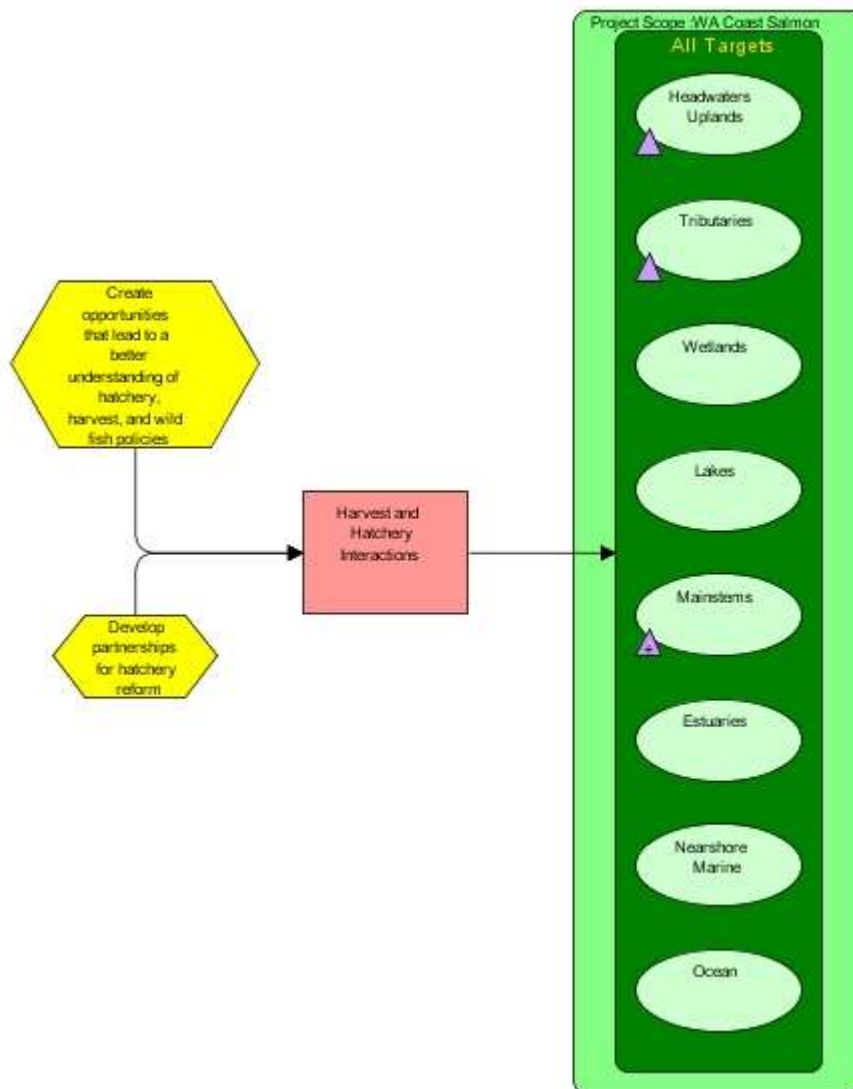 Project Scope :WA Coast Salmon
All Targets
Headwaters
Uplands
Tributaries
Wetlands
Lakes
Mainstems
Estuaries
Nearshore
Marine
Ocean
Create
opportunities
that lead to a
better
understanding of
hatchery,
harvest, and wild
fish policies
Harvest and
Hatchery
Interactions
Develop
partnerships
for hatchery
reform